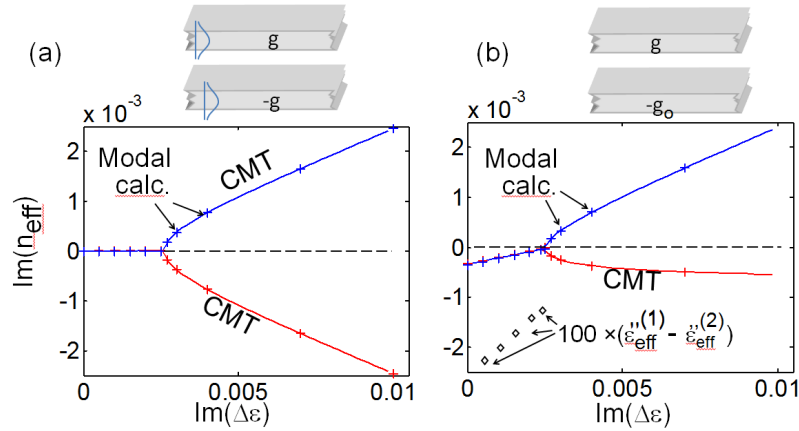 (a)
g
-g
x 10⁻³
2
1
0
-1
-2
Im(n_eff)
Modal
calc.
CMT
CMT
0
0.005
0.01
Im(Δε)
(b)
g
-g₀
x 10⁻³
2
1
0
-1
-2
Modal
calc.
CMT
100 ×(ε''_eff^(1) - ε''_eff^(2))
0
0.005
0.01
Im(Δε)